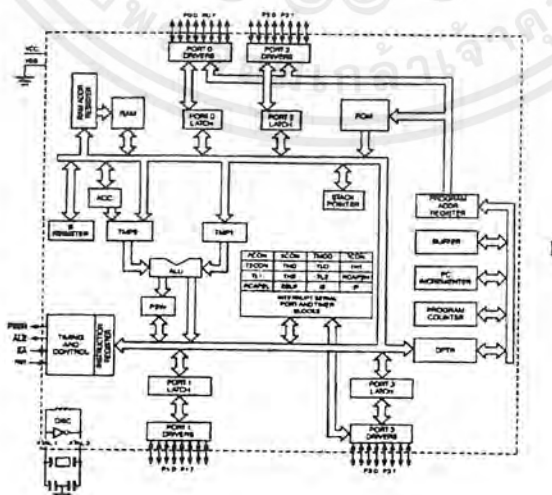 P0.0 P0.7
P2.0 P2.7
VCC
VSS
PORT 0
DRIVERS
PORT 2
DRIVERS
RAM ADDR
REGISTER
RAM
PORT 0
LATCH
PORT 2
LATCH
ROM
B
REGISTER
ACC
STACK
POINTER
PROGRAM
ADDR
REGISTER
BUFFER
PC
INCREMENTER
PROGRAM
COUNTER
DPTR
ALU
PSW
PCON SCON TMOD TCON
T2CON TH0 TL0 TH1
TL1 TH2 TL2 RCAP2H
RCAP2L SBUF IE IP
INTERRUPT SERIAL
PORT AND TIMER
BLOCKS
PSEN
ALE
EA
TIMING
AND
CONTROL
INSTRUCTION
REGISTER
PORT 1
LATCH
PORT 3
LATCH
OSC
XTAL 1 XTAL 2
PORT 1
DRIVERS
PORT 3
DRIVERS
P1.0 P1.7
P3.0 P3.7